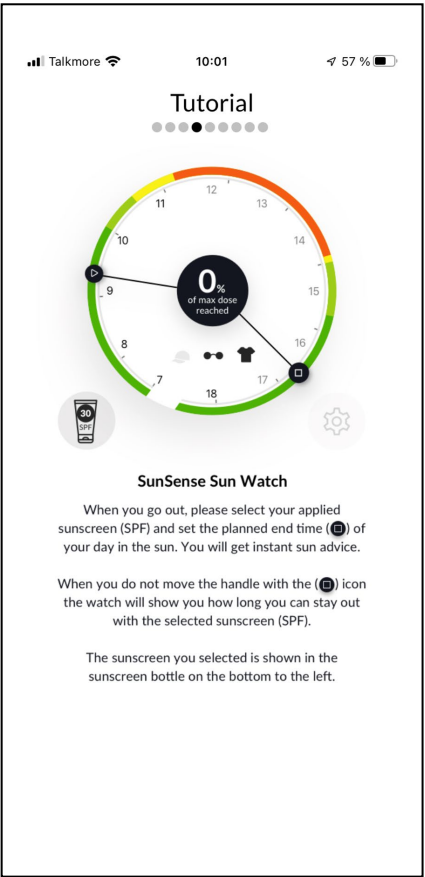 Talkmore 10:01 57 %
Tutorial
12
11 13
10 14
0%
of max dose
reached
9 15
8 16
7 17
18
30
SPF
SunSense Sun Watch
When you go out, please select your applied
sunscreen (SPF) and set the planned end time () of
your day in the sun. You will get instant sun advice.
When you do not move the handle with the () icon
the watch will show you how long you can stay out
with the selected sunscreen (SPF).
The sunscreen you selected is shown in the
sunscreen bottle on the bottom to the left.